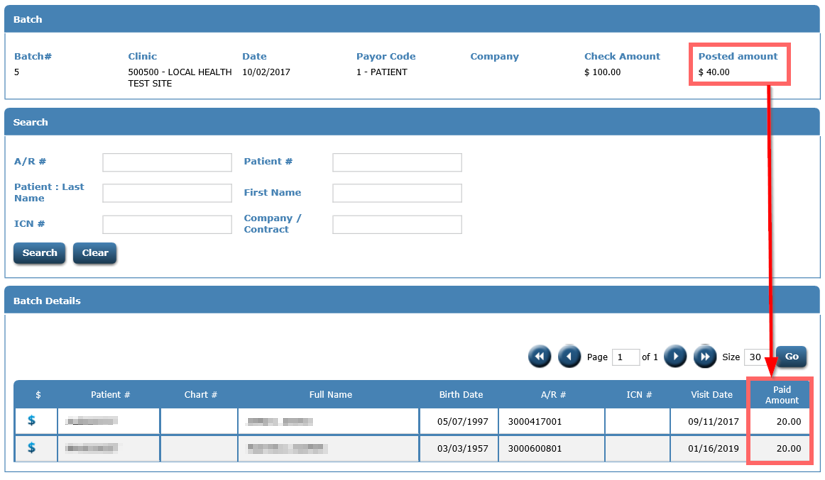 Batch
Batch# Clinic Date Payor Code Company Check Amount Posted amount
5 500500 - LOCAL HEALTH 10/02/2017 1 - PATIENT $ 100.00 $ 40.00
TEST SITE
Search
A/R # Patient #
Patient : Last
Name First Name
ICN # Company /
Contract
Search Clear
Batch Details
Page 1 of 1 Size 30 Go
$ Patient # Chart # Full Name Birth Date A/R # ICN # Visit Date Paid
Amount
$ 05/07/1997 3000417001 09/11/2017 20.00
$ 03/03/1957 3000600801 01/16/2019 20.00